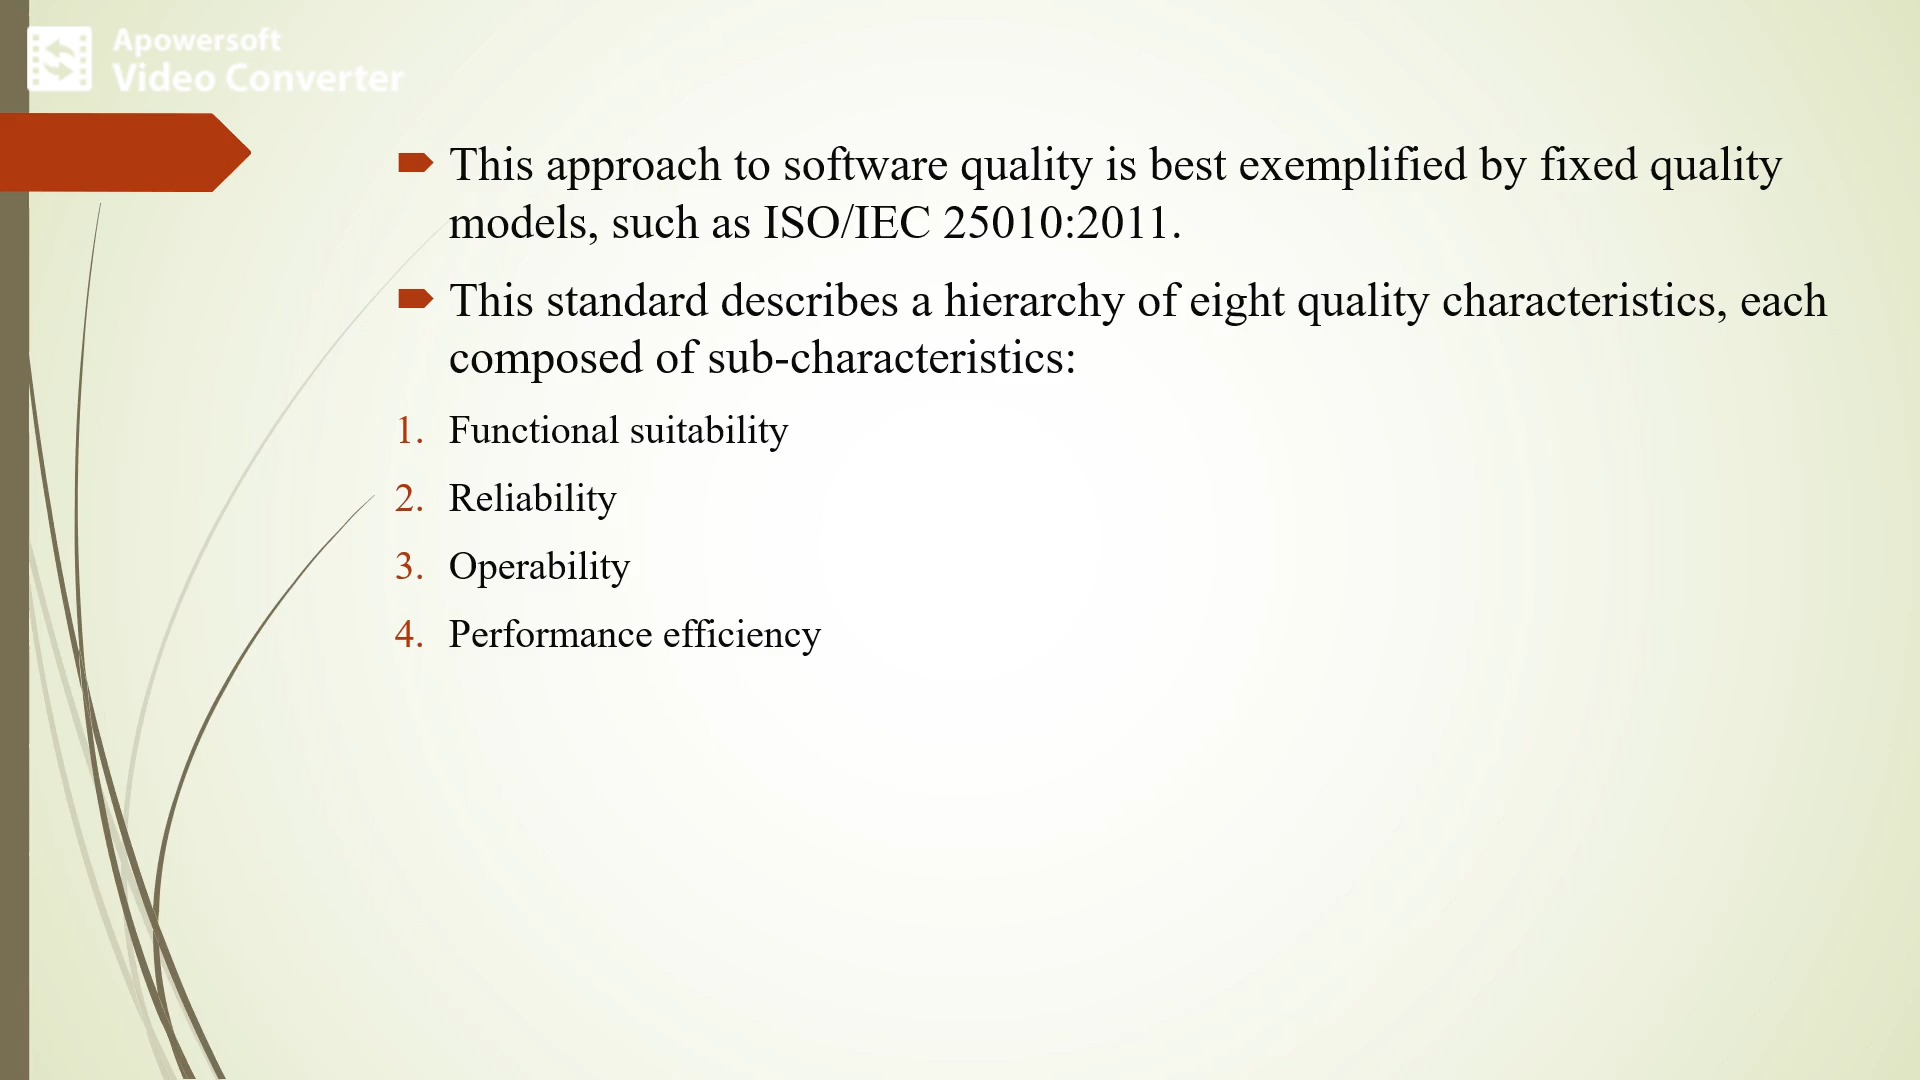 Apowersoft
Video Converter
This approach to software quality is best exemplified by fixed quality
models, such as ISO/IEC 25010:2011.
This standard describes a hierarchy of eight quality characteristics, each
composed of sub-characteristics:
1. Functional suitability
2. Reliability
3. Operability
4. Performance efficiency